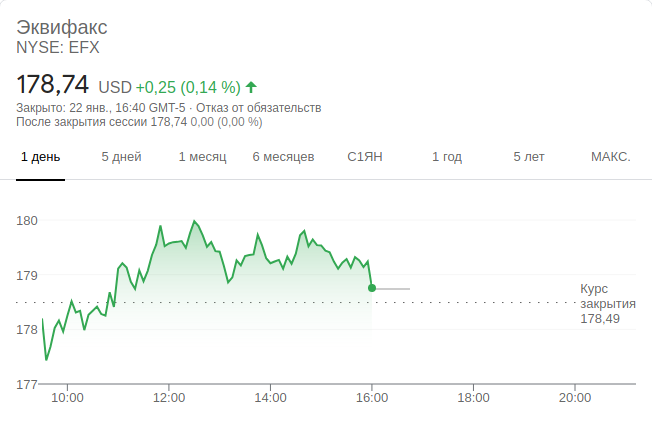 Эквифакс
NYSE: EFX
178,74 USD +0,25 (0,14 %)
Закрыто: 22 янв., 16:40 GMT-5 · Отказ от обязательств
После закрытия сессии 178,74 0,00 (0,00 %)
1 день 5 дней 1 месяц 6 месяцев С1ЯН 1 год 5 лет МАКС.
180
179
Курс
закрытия
178,49
178
177
10:00 12:00 14:00 16:00 18:00 20:00